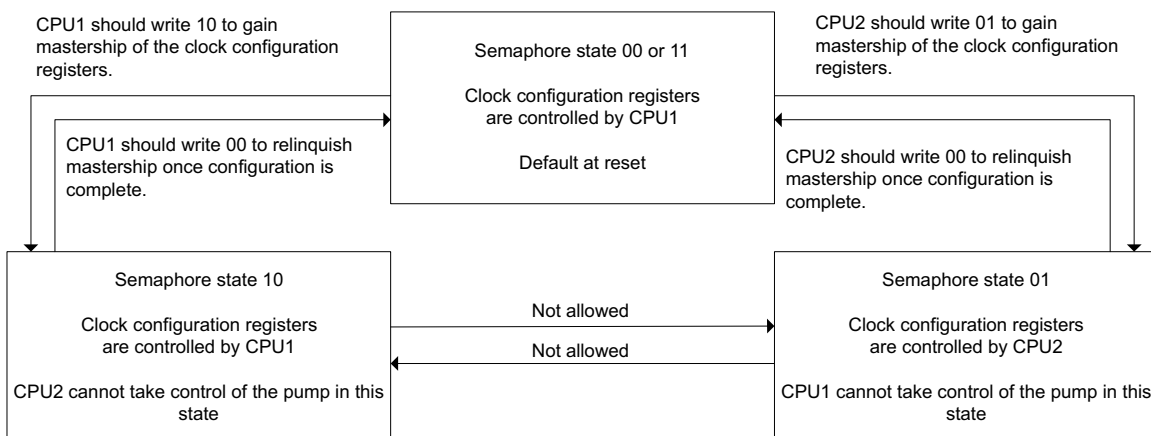 CPU1 should write 10 to gain
mastership of the clock configuration
registers.
Semaphore state 00 or 11
Clock configuration registers
are controlled by CPU1
Default at reset
CPU2 should write 01 to gain
mastership of the clock configuration
registers.
CPU1 should write 00 to relinquish
mastership once configuration is
complete.
CPU2 should write 00 to relinquish
mastership once configuration is
complete.
Semaphore state 10
Clock configuration registers
are controlled by CPU1
CPU2 cannot take control of the pump in this
state
Not allowed
Not allowed
Semaphore state 01
Clock configuration registers
are controlled by CPU2
CPU1 cannot take control of the pump in this
state